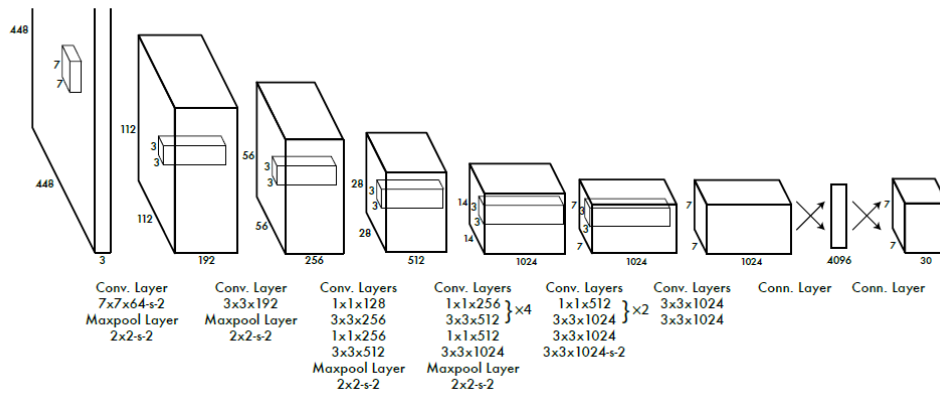 448
7
7
448
3
112
3
3
112
192
56
3
3
56
256
28
3
3
28
512
14
3
3
14
1024
7
3
3
7
1024
7
7
1024
4096
7
7
30
Conv. Layer
7x7x64-s-2
Maxpool Layer
2x2-s-2
Conv. Layer
3x3x192
Maxpool Layer
2x2-s-2
Conv. Layers
1x1x128
3x3x256
1x1x256
3x3x512
Maxpool Layer
2x2-s-2
Conv. Layers
1x1x256
3x3x512
}×4
1x1x512
3x3x1024
Maxpool Layer
2x2-s-2
Conv. Layers
1x1x512
3x3x1024
}×2
3x3x1024
3x3x1024-s-2
Conv. Layers
3x3x1024
3x3x1024
Conn. Layer
Conn. Layer